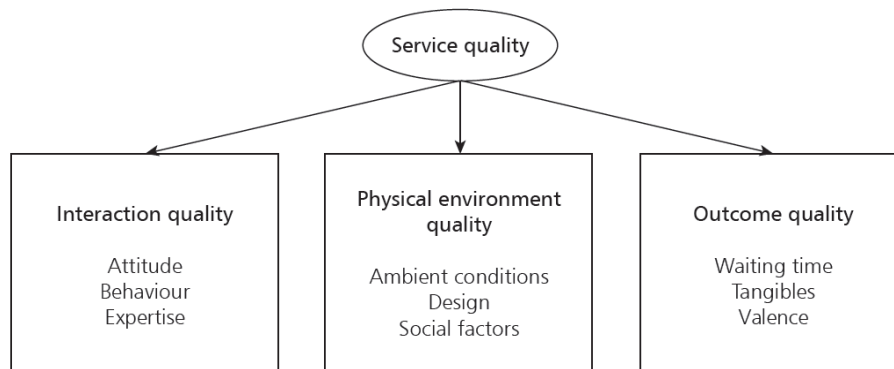 Service quality
Interaction quality
Attitude
Behaviour
Expertise
Physical environment
quality
Ambient conditions
Design
Social factors
Outcome quality
Waiting time
Tangibles
Valence